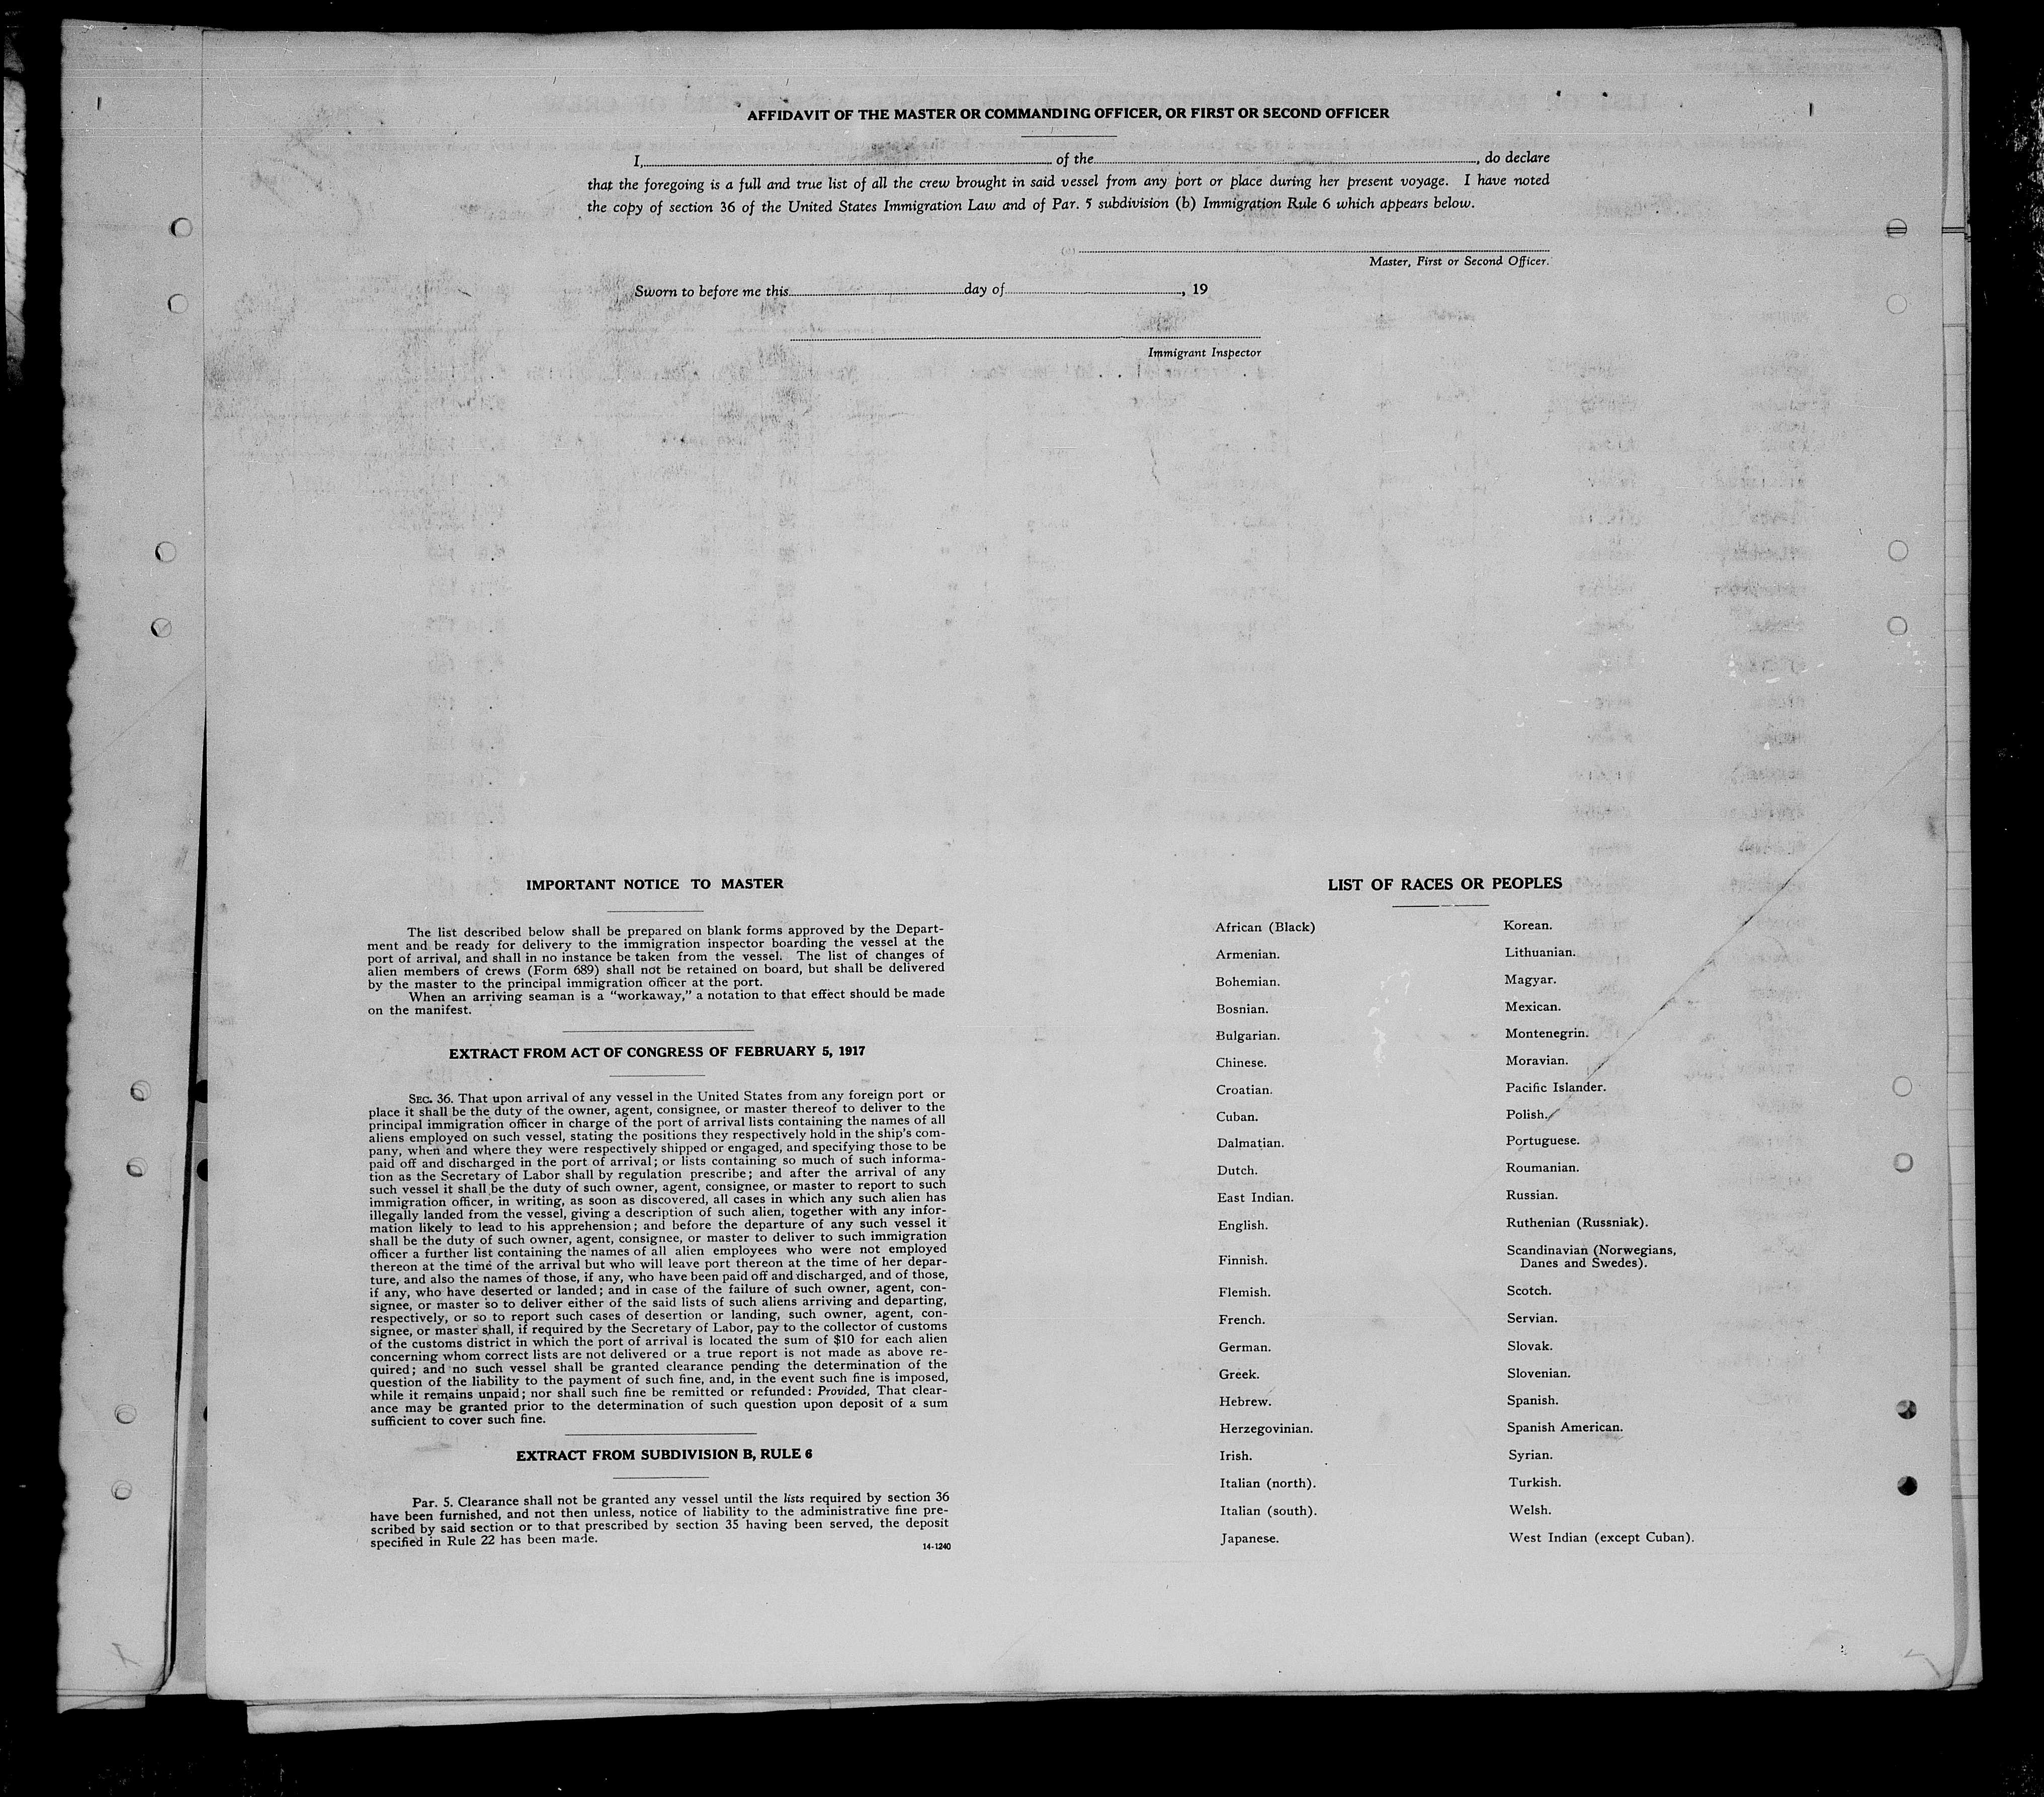 AFFIDAVIT OF THE MASTER OR COMMANDING OFFICER, OR FIRST OR SECOND OFFICER
I, of the , do declare
that the foregoing is a full and true list of all the crew brought in said vessel from any port or place during her present voyage. I have noted
the copy of section 36 of the United States Immigration Law and of Par. 5 subdivision (b) Immigration Rule 6 which appears below.
Master, First or Second Officer.
Sworn to before me this day of , 19
Immigrant Inspector
IMPORTANT NOTICE TO MASTER
The list described below shall be prepared on blank forms approved by the Depart-
ment and be ready for delivery to the immigration inspector boarding the vessel at the
port of arrival, and shall in no instance be taken from the vessel. The list of changes of
alien members of crews (Form 689) shall not be retained on board, but shall be delivered
by the master to the principal immigration officer at the port.
When an arriving seaman is a “workaway,” a notation to that effect should be made
on the manifest.
EXTRACT FROM ACT OF CONGRESS OF FEBRUARY 5, 1917
SEC. 36. That upon arrival of any vessel in the United States from any foreign port or
place it shall be the duty of the owner, agent, consignee, or master thereof to deliver to the
principal immigration officer in charge of the port of arrival lists containing the names of all
aliens employed on such vessel, stating the positions they respectively hold in the ship's com-
pany, when and where they were respectively shipped or engaged, and specifying those to be
paid off and discharged in the port of arrival; or lists containing so much of such informa-
tion as the Secretary of Labor shall by regulation prescribe; and after the arrival of any
such vessel it shall be the duty of such owner, agent, consignee, or master to report to such
immigration officer, in writing, as soon as discovered, all cases in which any such alien has
illegally landed from the vessel, giving a description of such alien, together with any infor-
mation likely to lead to his apprehension; and before the departure of any such vessel it
shall be the duty of such owner, agent, consignee, or master to deliver to such immigration
officer a further list containing the names of all alien employees who were not employed
thereon at the time of the arrival but who will leave port thereon at the time of her depar-
ture, and also the names of those, if any, who have been paid off and discharged, and of those,
if any, who have deserted or landed; and in case of the failure of such owner, agent, con-
signee, or master so to deliver either of the said lists of such aliens arriving and departing,
respectively, or so to report such cases of desertion or landing, such owner, agent, con-
signee, or master shall, if required by the Secretary of Labor, pay to the collector of customs
of the customs district in which the port of arrival is located the sum of $10 for each alien
concerning whom correct lists are not delivered or a true report is not made as above re-
quired; and no such vessel shall be granted clearance pending the determination of the
question of the liability to the payment of such fine, and, in the event such fine is imposed,
while it remains unpaid; nor shall such fine be remitted or refunded: Provided, That clear-
ance may be granted prior to the determination of such question upon deposit of a sum
sufficient to cover such fine.
EXTRACT FROM SUBDIVISION B, RULE 6
Par. 5. Clearance shall not be granted any vessel until the lists required by section 36
have been furnished, and not then unless, notice of liability to the administrative fine pre-
scribed by said section or to that prescribed by section 35 having been served, the deposit
specified in Rule 22 has been made.
14-1240
LIST OF RACES OR PEOPLES
African (Black)
Armenian.
Bohemian.
Bosnian.
Bulgarian.
Chinese.
Croatian.
Cuban.
Dalmatian.
Dutch.
East Indian.
English.
Finnish.
Flemish.
French.
German.
Greek.
Hebrew.
Herzegovinian.
Irish.
Italian (north).
Italian (south).
Japanese.
Korean.
Lithuanian.
Magyar.
Mexican.
Montenegrin.
Moravian.
Pacific Islander.
Polish.
Portuguese.
Roumanian.
Russian.
Ruthenian (Russniak).
Scandinavian (Norwegians,
Danes and Swedes).
Scotch.
Servian.
Slovak.
Slovenian.
Spanish.
Spanish American.
Syrian.
Turkish.
Welsh.
West Indian (except Cuban).